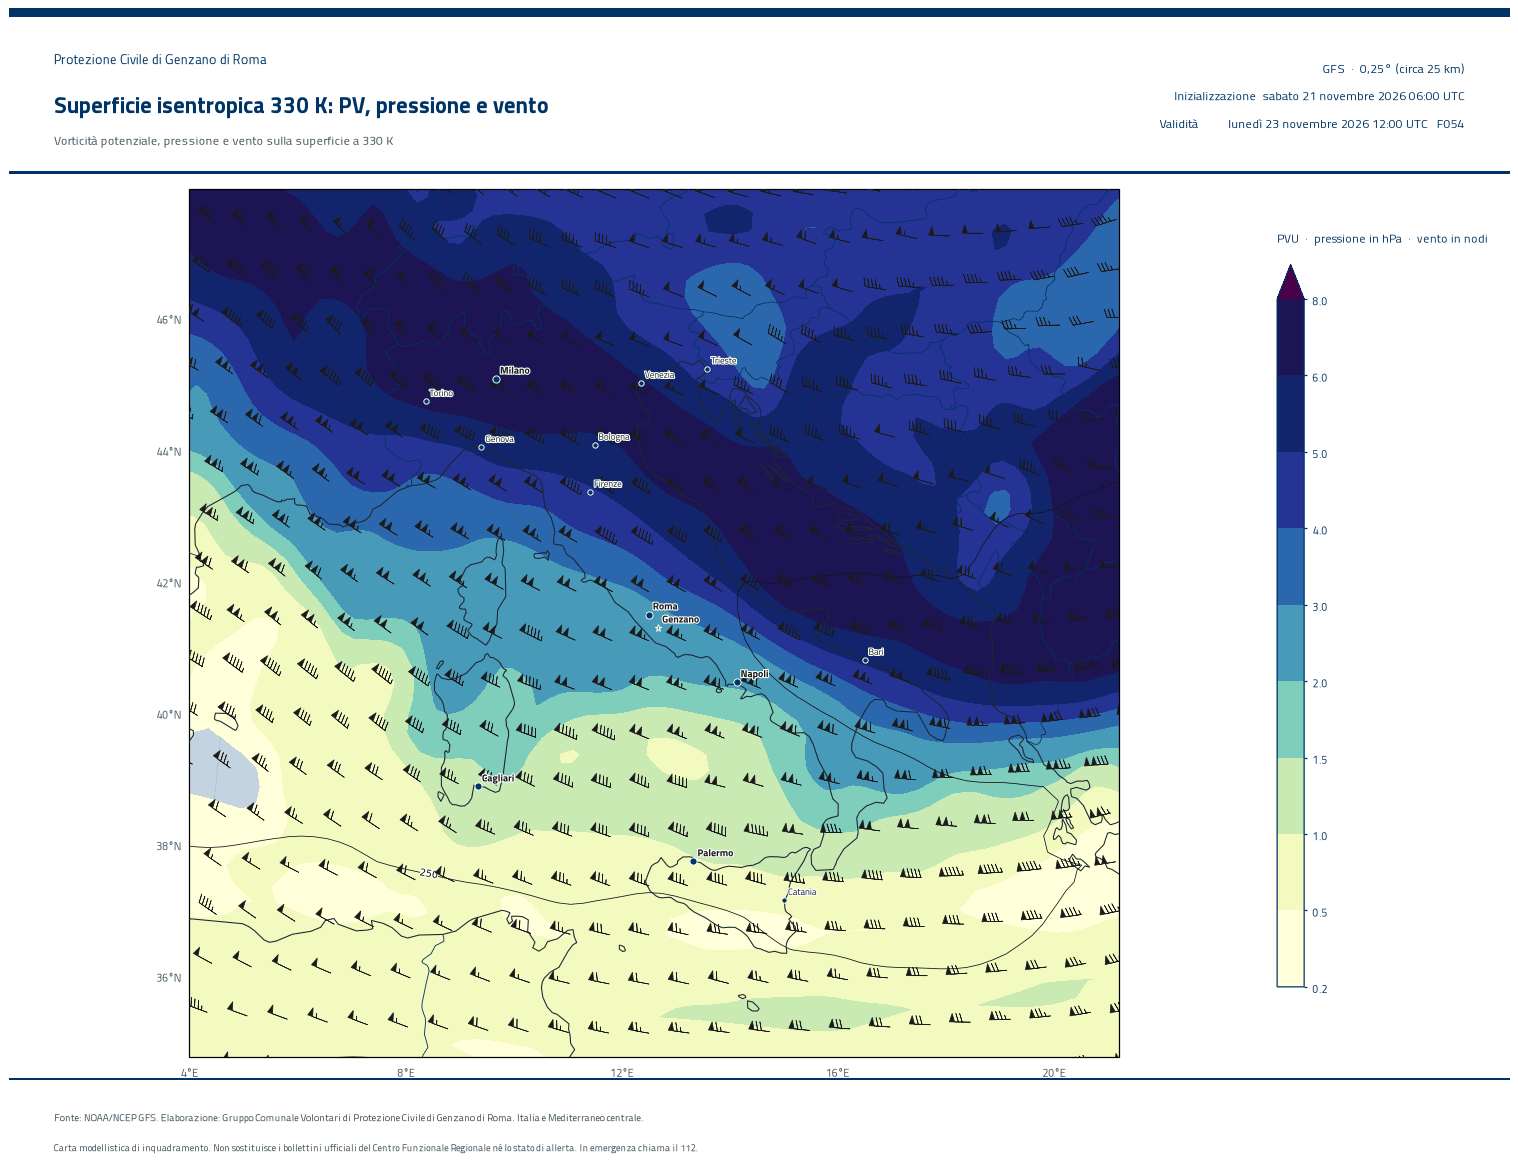 Protezione Civile di Genzano di Roma
Superficie isentropica 330 K: PV, pressione e vento
Vorticità potenziale, pressione e vento sulla superficie a 330 K
GFS · 0,25° (circa 25 km)
Inizializzazione sabato 21 novembre 2026 06:00 UTC
Validità lunedì 23 novembre 2026 12:00 UTC F054
PVU · pressione in hPa · vento in nodi
8.0
6.0
5.0
4.0
3.0
2.0
1.5
1.0
0.5
0.2
46°N
44°N
42°N
40°N
38°N
36°N
4°E
8°E
12°E
16°E
20°E
Trieste
Milano
Venezia
Torino
Genova
Bologna
Firenze
Roma
Genzano
Bari
Napoli
Cagliari
Palermo
250
Catania
Fonte: NOAA/NCEP GFS. Elaborazione: Gruppo Comunale Volontari di Protezione Civile di Genzano di Roma. Italia e Mediterraneo centrale.
Carta modellistica di inquadramento. Non sostituisce i bollettini ufficiali del Centro Funzionale Regionale né lo stato di allerta. In emergenza chiama il 112.